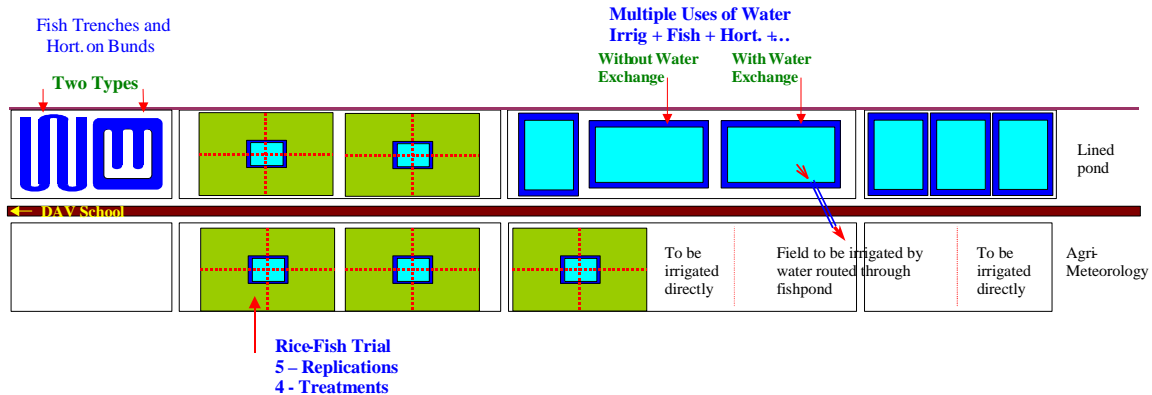 Fish Trenches and
Hort. on Bunds
Two Types
Multiple Uses of Water
Irrig + Fish + Hort. +…
Without Water
Exchange
With Water
Exchange
Lined
pond
← DAV School
To be
irrigated
directly
Field to be irrigated by
water routed through
fishpond
To be
irrigated
directly
Agri-
Meteorology
Rice-Fish Trial
5 – Replications
4 - Treatments